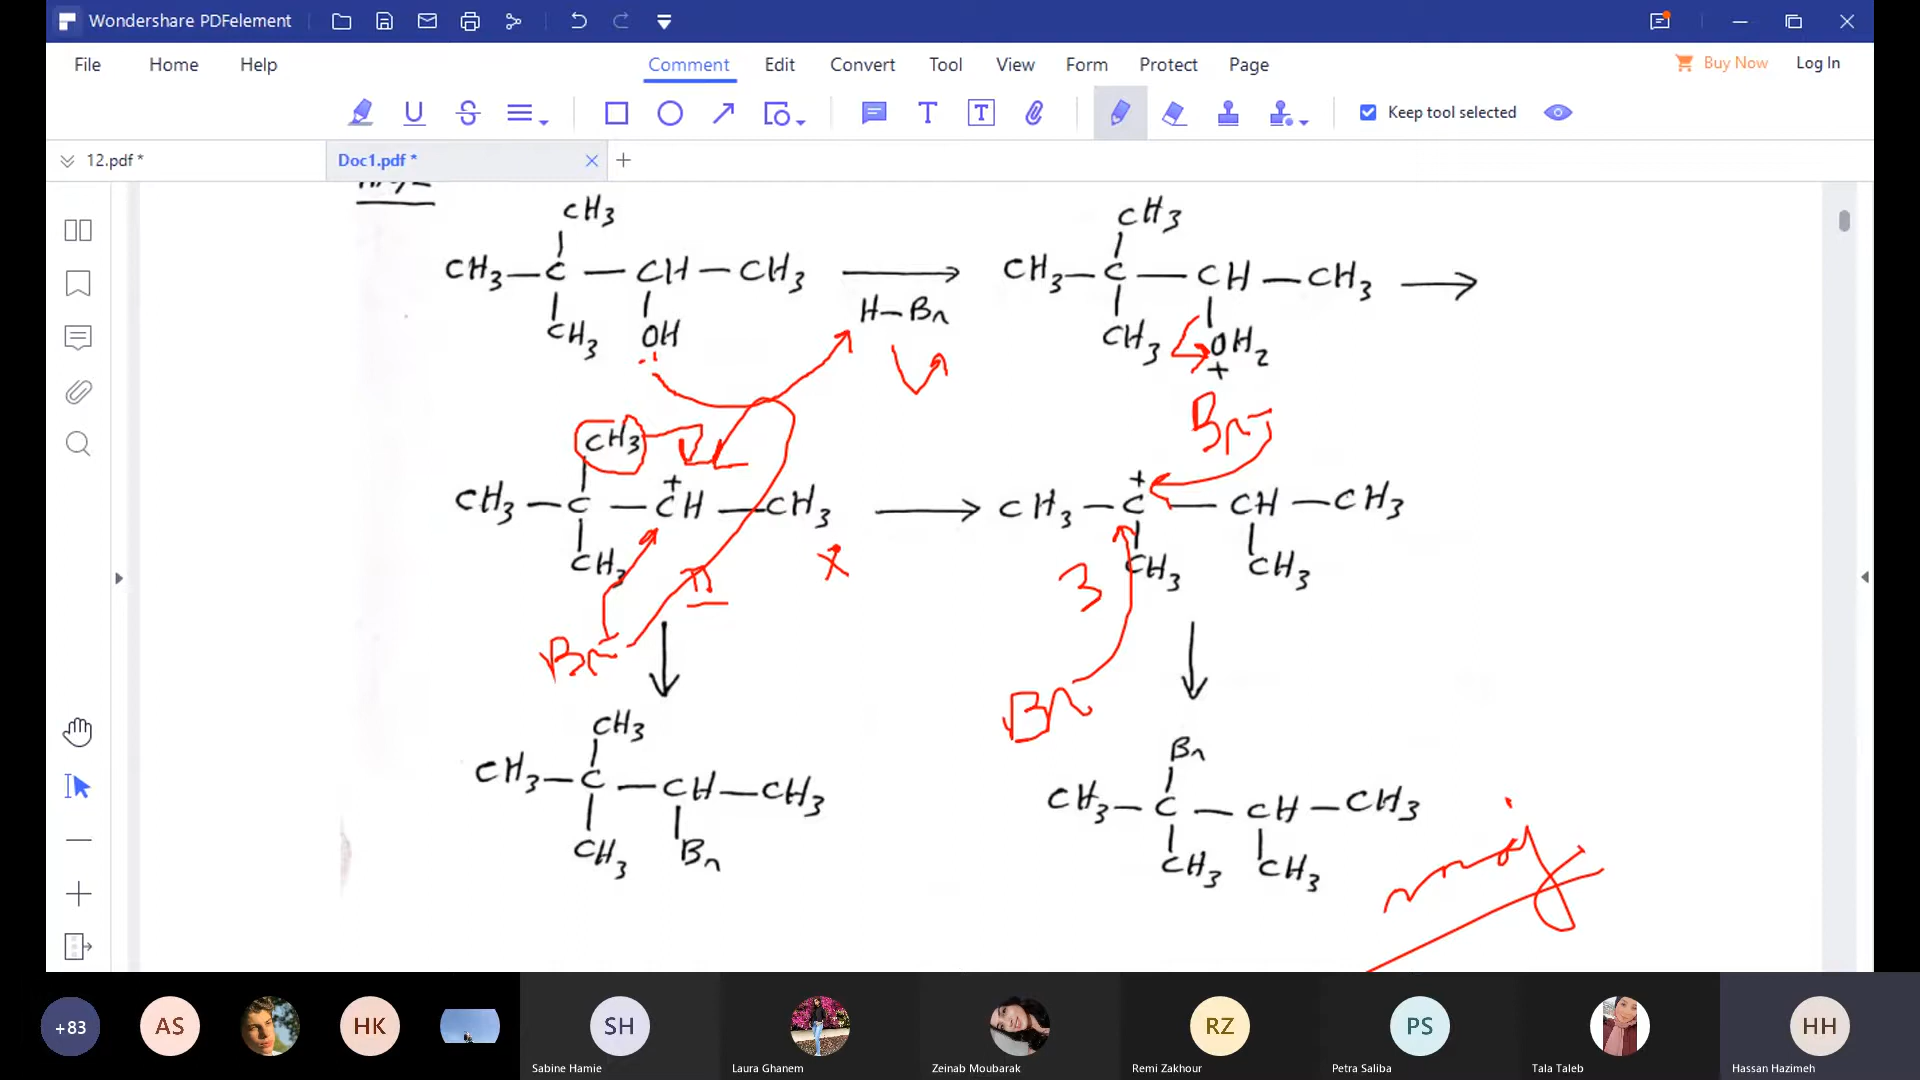 Wondershare PDFelement
File Home Help Comment Edit Convert Tool View Form Protect Page Buy Now Log In
Keep tool selected
12.pdf * Doc1.pdf *
CH3 CH3
CH3—C—CH—CH3 CH3—C—CH—CH3
H—Br
CH3 OH CH3 OH2
+
Br-
CH3
+ +
CH3—C—CH—CH3 CH3—C—CH—CH3
CH3 II X 3 CH3 CH3
Br- Br
CH3 Br
CH3—C—CH—CH3 CH3—C—CH—CH3
CH3 Br CH3 CH3
maj
+83 AS HK SH RZ PS HH
Sabine Hamie Laura Ghanem Zeinab Moubarak Remi Zakhour Petra Saliba Tala Taleb Hassan Hazimeh